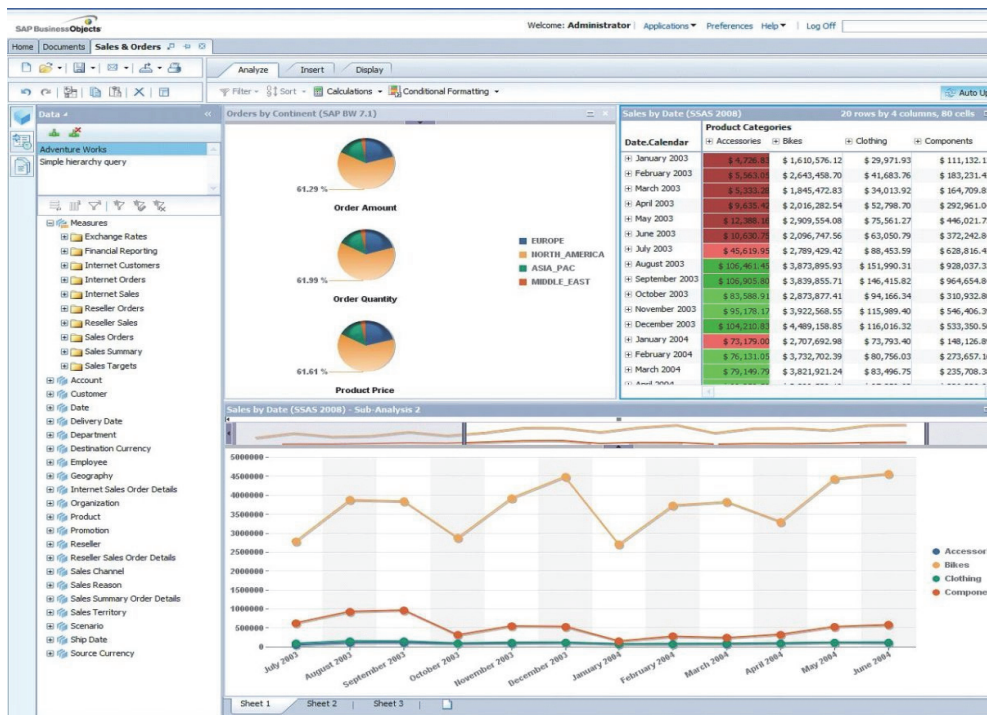 SAP BusinessObjects
Welcome: Administrator | Applications Preferences Help | Log Off
Home Documents Sales & Orders
Analyze Insert Display
Filter Sort Calculations Conditional Formatting Auto Up
Data
Adventure Works
Simple hierarchy query
Measures
Exchange Rates
Financial Reporting
Internet Customers
Internet Orders
Internet Sales
Reseller Orders
Reseller Sales
Sales Orders
Sales Summary
Sales Targets
Account
Customer
Date
Delivery Date
Department
Destination Currency
Employee
Geography
Internet Sales Order Details
Organization
Product
Promotion
Reseller
Reseller Sales Order Details
Sales Channel
Sales Reason
Sales Summary Order Details
Sales Territory
Scenario
Ship Date
Source Currency
Orders by Continent (SAP BW 7.1)
61.29 %
Order Amount
61.99 %
Order Quantity
61.61 %
Product Price
EUROPE
NORTH_AMERICA
ASIA_PAC
MIDDLE_EAST
Sales by Date (SSAS 2008) 20 rows by 4 columns, 80 cells
Product Categories
Date.Calendar Accessories Bikes Clothing Components
January 2003 $ 4,726.83 $ 1,610,576.12 $ 29,971.93 $ 111,132.1
February 2003 $ 5,563.05 $ 2,643,458.70 $ 41,683.76 $ 183,231.4
March 2003 $ 5,333.28 $ 1,845,472.83 $ 34,013.92 $ 164,709.8
April 2003 $ 9,635.42 $ 2,016,282.54 $ 52,798.70 $ 292,961.0
May 2003 $ 12,388.16 $ 2,909,554.08 $ 75,561.27 $ 446,021.7
June 2003 $ 10,630.75 $ 2,096,747.56 $ 63,050.79 $ 372,242.8
July 2003 $ 45,619.95 $ 2,789,429.42 $ 88,453.59 $ 628,816.4
August 2003 $ 106,461.45 $ 3,873,895.93 $ 151,990.31 $ 928,037.3
September 2003 $ 106,905.80 $ 3,839,855.71 $ 146,415.82 $ 964,654.8
October 2003 $ 83,588.91 $ 2,873,877.41 $ 94,166.34 $ 310,932.8
November 2003 $ 95,178.17 $ 3,922,568.55 $ 115,989.40 $ 546,406.3
December 2003 $ 104,210.83 $ 4,489,158.85 $ 116,016.32 $ 533,350.5
January 2004 $ 73,179.00 $ 2,707,692.98 $ 73,793.40 $ 148,126.8
February 2004 $ 76,131.05 $ 3,732,702.39 $ 80,756.03 $ 273,657.1
March 2004 $ 79,149.79 $ 3,821,921.24 $ 83,496.75 $ 235,708.3
April 2004
Sales by Date (SSAS 2008) - Sub-Analysis 2
5000000
4500000
4000000
3500000
3000000
2500000
2000000
1500000
1000000
500000
0
July 2003 August 2003 September 2003 October 2003 November 2003 December 2003 January 2004 February 2004 March 2004 April 2004 May 2004 June 2004
Accessor
Bikes
Clothing
Compone
Sheet 1 Sheet 2 Sheet 3